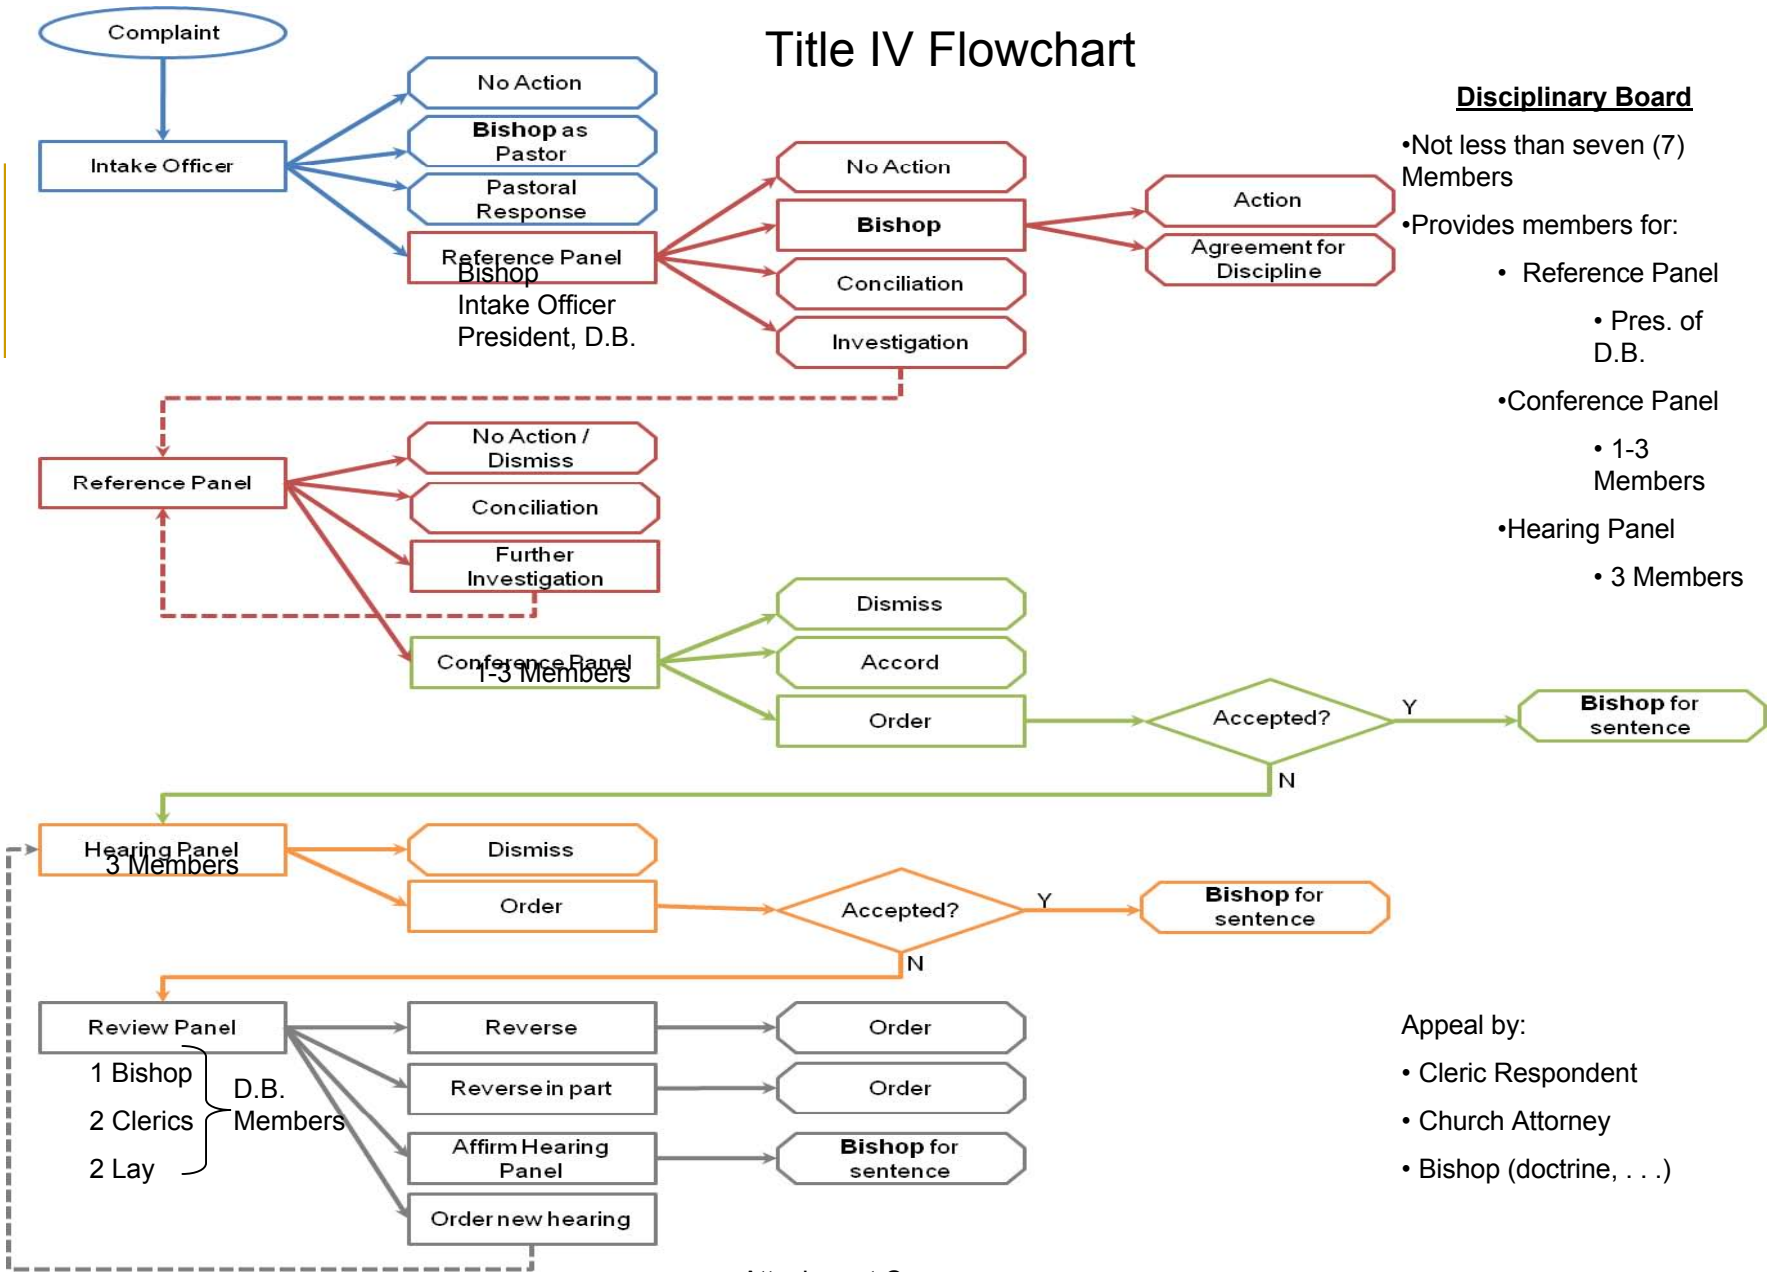 Title IV Flowchart
Complaint
Intake Officer
No Action
Bishop as
Pastor
Pastoral
Response
Reference Panel
Bishop
Intake Officer
President, D.B.
No Action
Bishop
Conciliation
Investigation
Action
Agreement for
Discipline
Disciplinary Board
•Not less than seven (7)
Members
•Provides members for:
• Reference Panel
• Pres. of
D.B.
•Conference Panel
• 1-3
Members
•Hearing Panel
• 3 Members
Reference Panel
No Action /
Dismiss
Conciliation
Further
Investigation
Conference Panel
1-3 Members
Dismiss
Accord
Order
Accepted?
Y
Bishop for
sentence
N
Hearing Panel
3 Members
Dismiss
Order
Accepted?
Y
Bishop for
sentence
N
Review Panel
1 Bishop
2 Clerics
2 Lay
D.B.
Members
Reverse
Order
Reverse in part
Order
Affirm Hearing
Panel
Bishop for
sentence
Order new hearing
Appeal by:
• Cleric Respondent
• Church Attorney
• Bishop (doctrine, . . .)